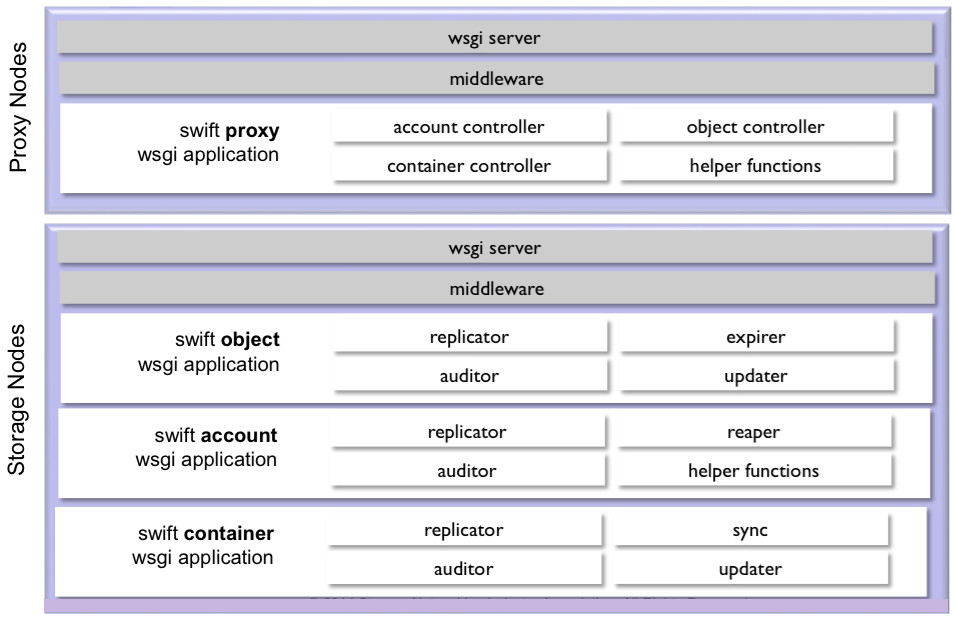 Proxy Nodes
wsgi server
middleware
swift proxy
wsgi application
account controller
object controller
container controller
helper functions
Storage Nodes
wsgi server
middleware
swift object
wsgi application
replicator
expirer
auditor
updater
swift account
wsgi application
replicator
reaper
auditor
helper functions
swift container
wsgi application
replicator
sync
auditor
updater